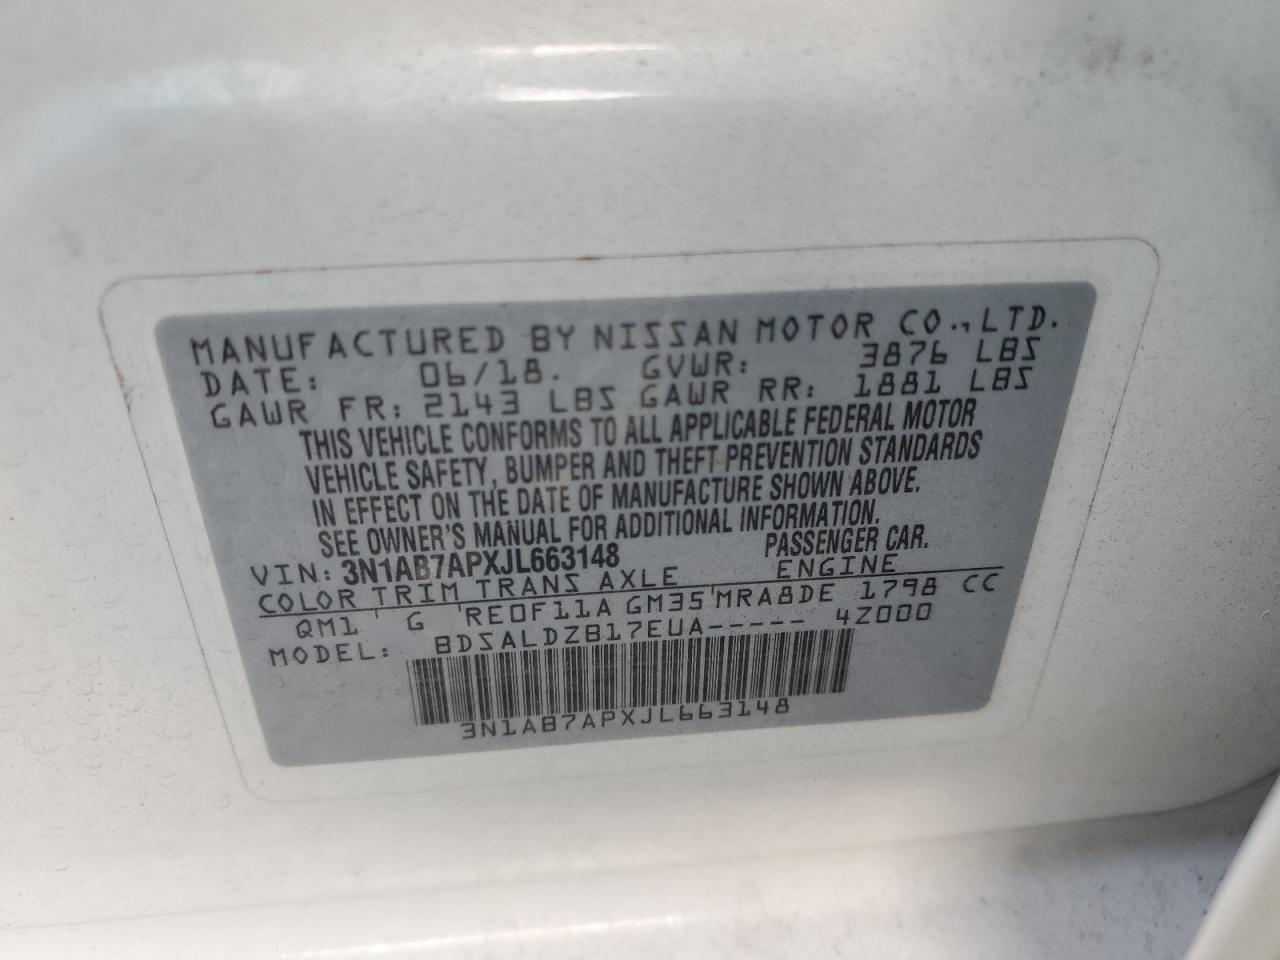 MANUFACTURED BY NISSAN MOTOR CO., LTD.
DATE: 06/18. GVWR: 3876 LBS
GAWR FR: 2143 LBS GAWR RR: 1881 LBS
THIS VEHICLE CONFORMS TO ALL APPLICABLE FEDERAL MOTOR
VEHICLE SAFETY, BUMPER AND THEFT PREVENTION STANDARDS
IN EFFECT ON THE DATE OF MANUFACTURE SHOWN ABOVE.
SEE OWNER'S MANUAL FOR ADDITIONAL INFORMATION.
VIN: 3N1AB7APXJL663148 PASSENGER CAR.
COLOR TRIM TRANS AXLE ENGINE
QM1 G RE0F11A GM35 MRA8DE 1798 CC
MODEL: BDSALDZB17EUA----- 4Z000
3N1AB7APXJL663148